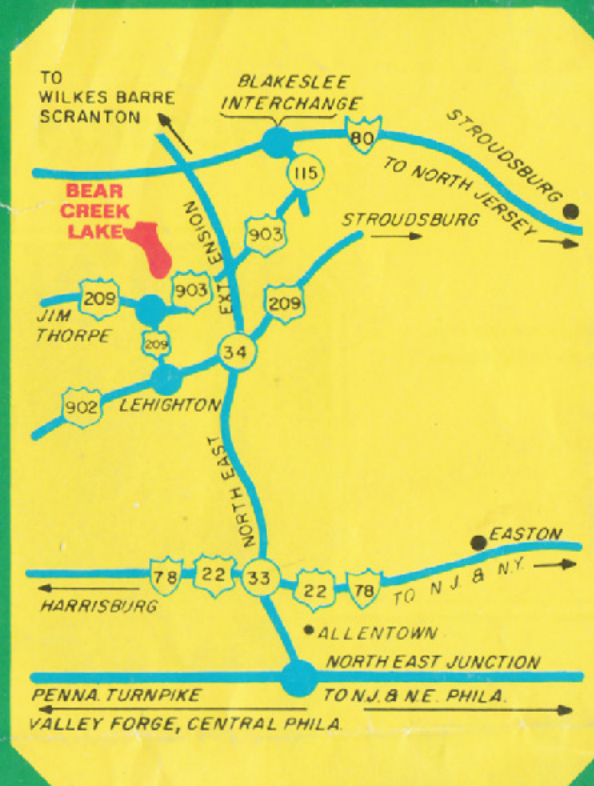 TO
WILKES BARRE
SCRANTON
BLAKESLEE
INTERCHANGE
80
STROUDSBURG
115
TO NORTH JERSEY
BEAR
CREEK
LAKE
903
STROUDSBURG
EXTENSION
209
903
209
JIM
THORPE
209
34
902
LEHIGHTON
NORTH EAST
EASTON
78
22
33
22
78
TO N.J. & N.Y.
HARRISBURG
ALLENTOWN
NORTH EAST JUNCTION
PENNA. TURNPIKE
TO N.J. & N.E. PHILA.
VALLEY FORGE, CENTRAL PHILA.